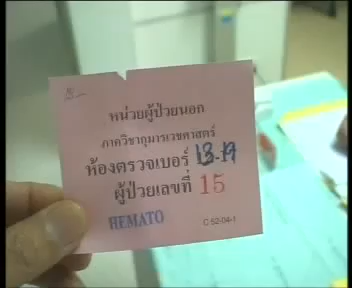 หน่วยผู้ป่วยนอก
ภาควิชากุมารเวชศาสตร์
ห้องตรวจเบอร์ 18-19
ผู้ป่วยเลขที่ 15
HEMATO C 52-04-1